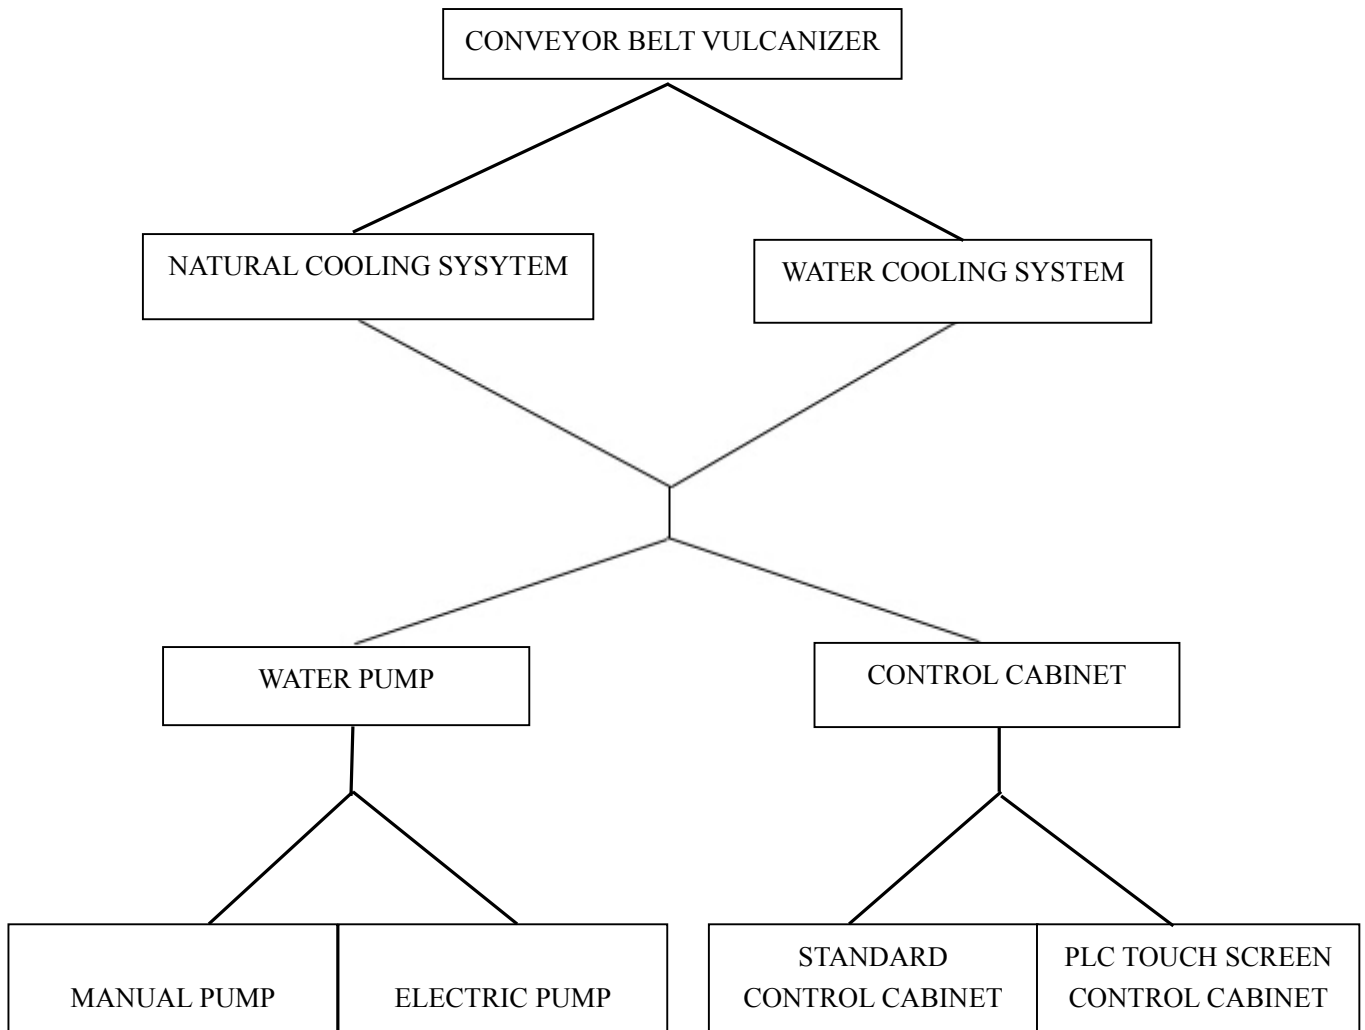 CONVEYOR BELT VULCANIZER
NATURAL COOLING SYSYTEM
WATER COOLING SYSTEM
WATER PUMP
CONTROL CABINET
MANUAL PUMP
ELECTRIC PUMP
STANDARD
CONTROL CABINET
PLC TOUCH SCREEN
CONTROL CABINET